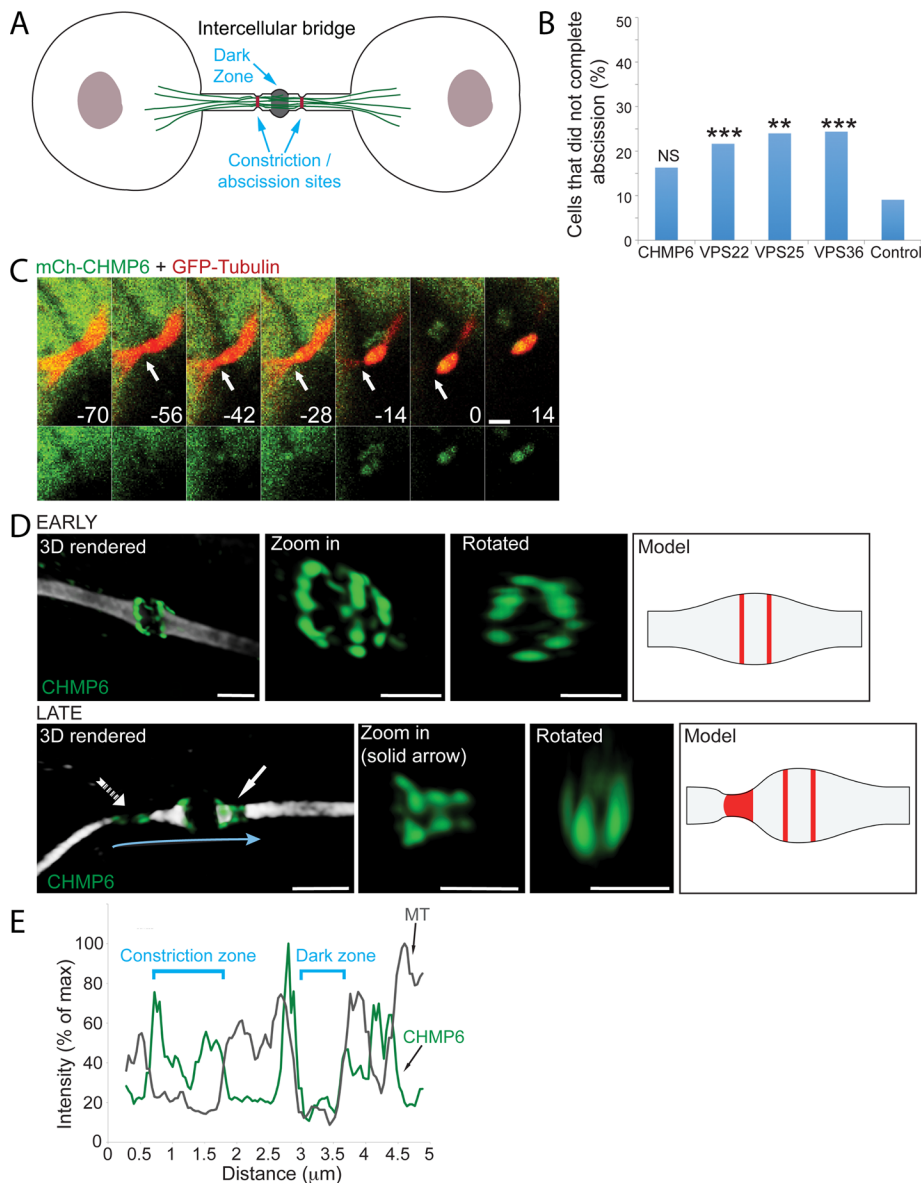 A
Intercellular bridge
Dark
Zone
Constriction /
abscission sites
B
Cells that did not complete
abscission (%)
50
40
30
20
10
0
NS
***
**
***
CHMP6 VPS22 VPS25 VPS36 Control
C
mCh-CHMP6 + GFP-Tubulin
-70 -56 -42 -28 -14 0 14
D
EARLY
3D rendered
Zoom in
Rotated
Model
CHMP6
LATE
3D rendered
Zoom in
(solid arrow)
Rotated
Model
CHMP6
E
MT
Constriction zone
Dark zone
CHMP6
Intensity (% of max)
100
80
60
40
20
0
0 0.5 1 1.5 2 2.5 3 3.5 4 4.5 5
Distance (μm)